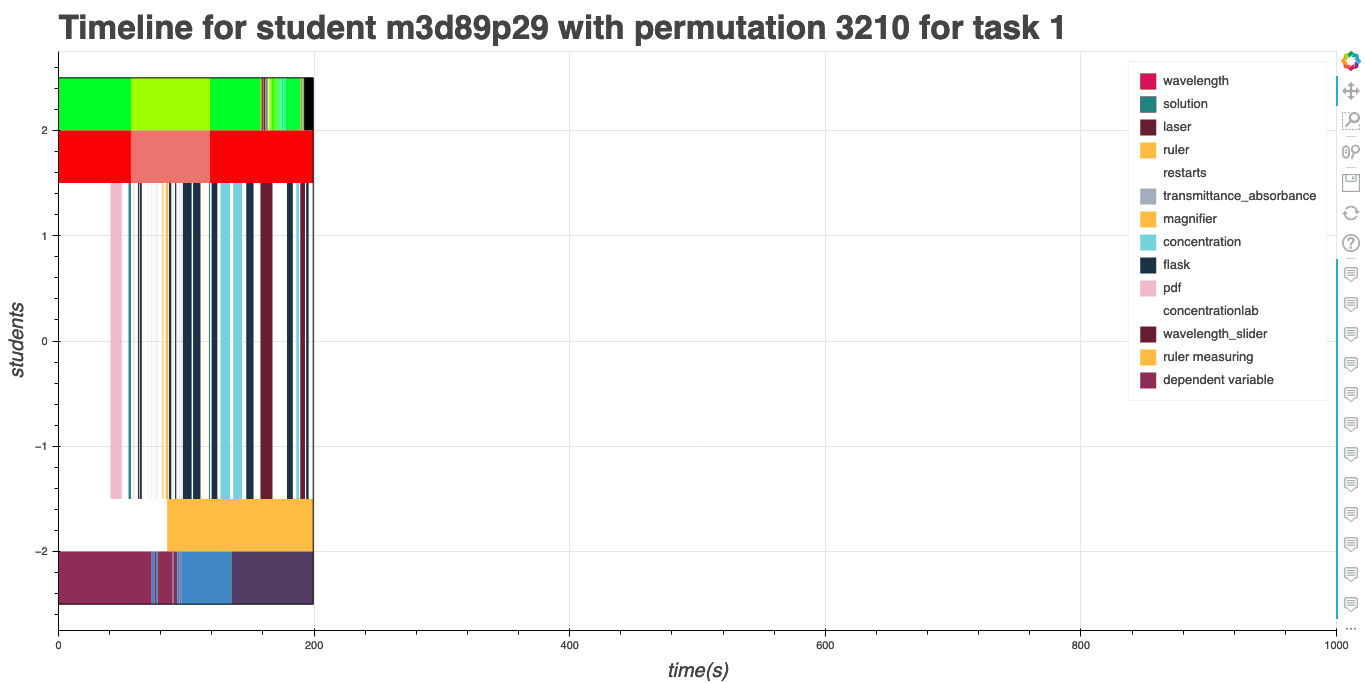 Timeline for student m3d89p29 with permutation 3210 for task 1
wavelength
solution
laser
ruler
restarts
transmittance_absorbance
magnifier
concentration
flask
pdf
concentrationlab
wavelength_slider
ruler measuring
dependent variable
students
2
1
0
−1
−2
0
200
400
600
800
1000
time(s)